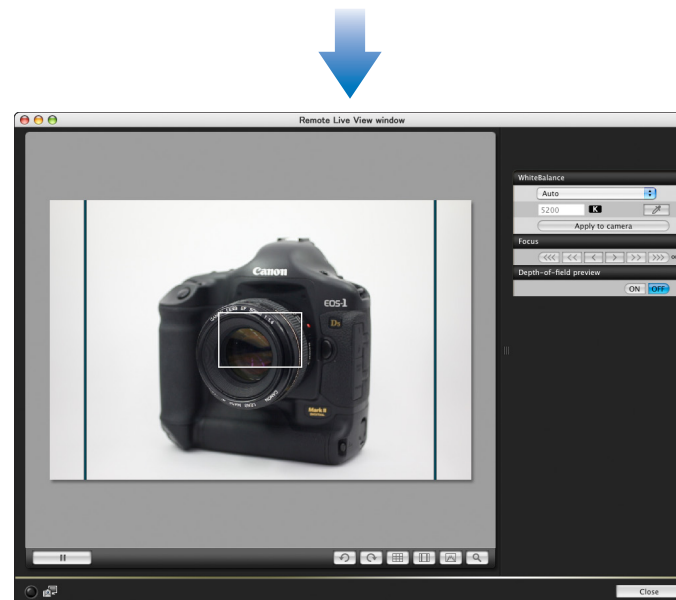 Remote Live View window
WhiteBalance
Auto
5200 K
Apply to camera
Focus
<<< << < > >> >>>
Depth-of-field preview
ON OFF
Canon
EOS-1
Ds
Mark II
Close